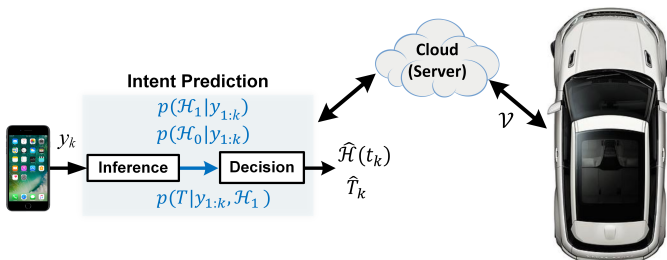 Cloud
(Server)
Intent Prediction
p(ℋ₁|y₁:ₖ)
p(ℋ₀|y₁:ₖ)
yₖ
Inference
Decision
p(T|y₁:ₖ, ℋ₁)
ℋ̂(tₖ)
T̂ₖ
𝒱